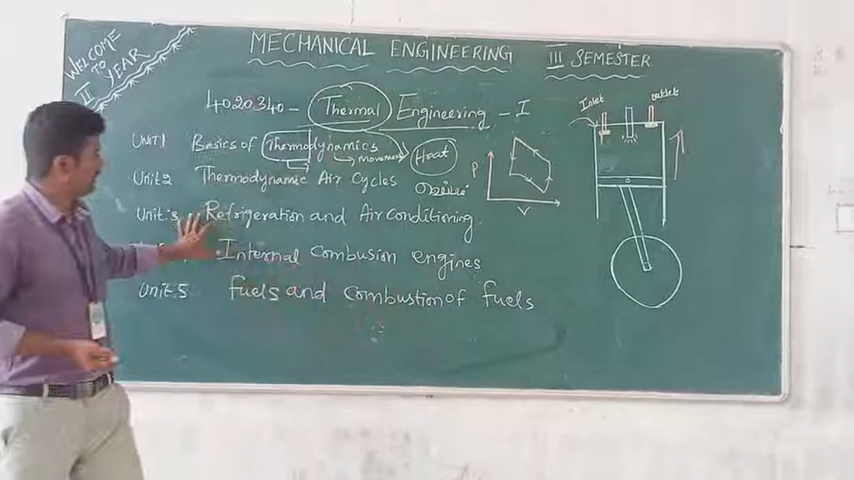 WELCOME
TO
II YEAR
MECHANICAL ENGINEERING III SEMESTER
4020340 - Thermal Engineering - I
UNIT1 Basics of Thermodynamics
movement
Heat
Unit2 Thermodynamic Air Cycles
Unit.3 Refrigeration and Air Conditioning.
Internal Combusion engines
Unit.5 fuels and combustion of fuels
P
V
Inlet
outlet